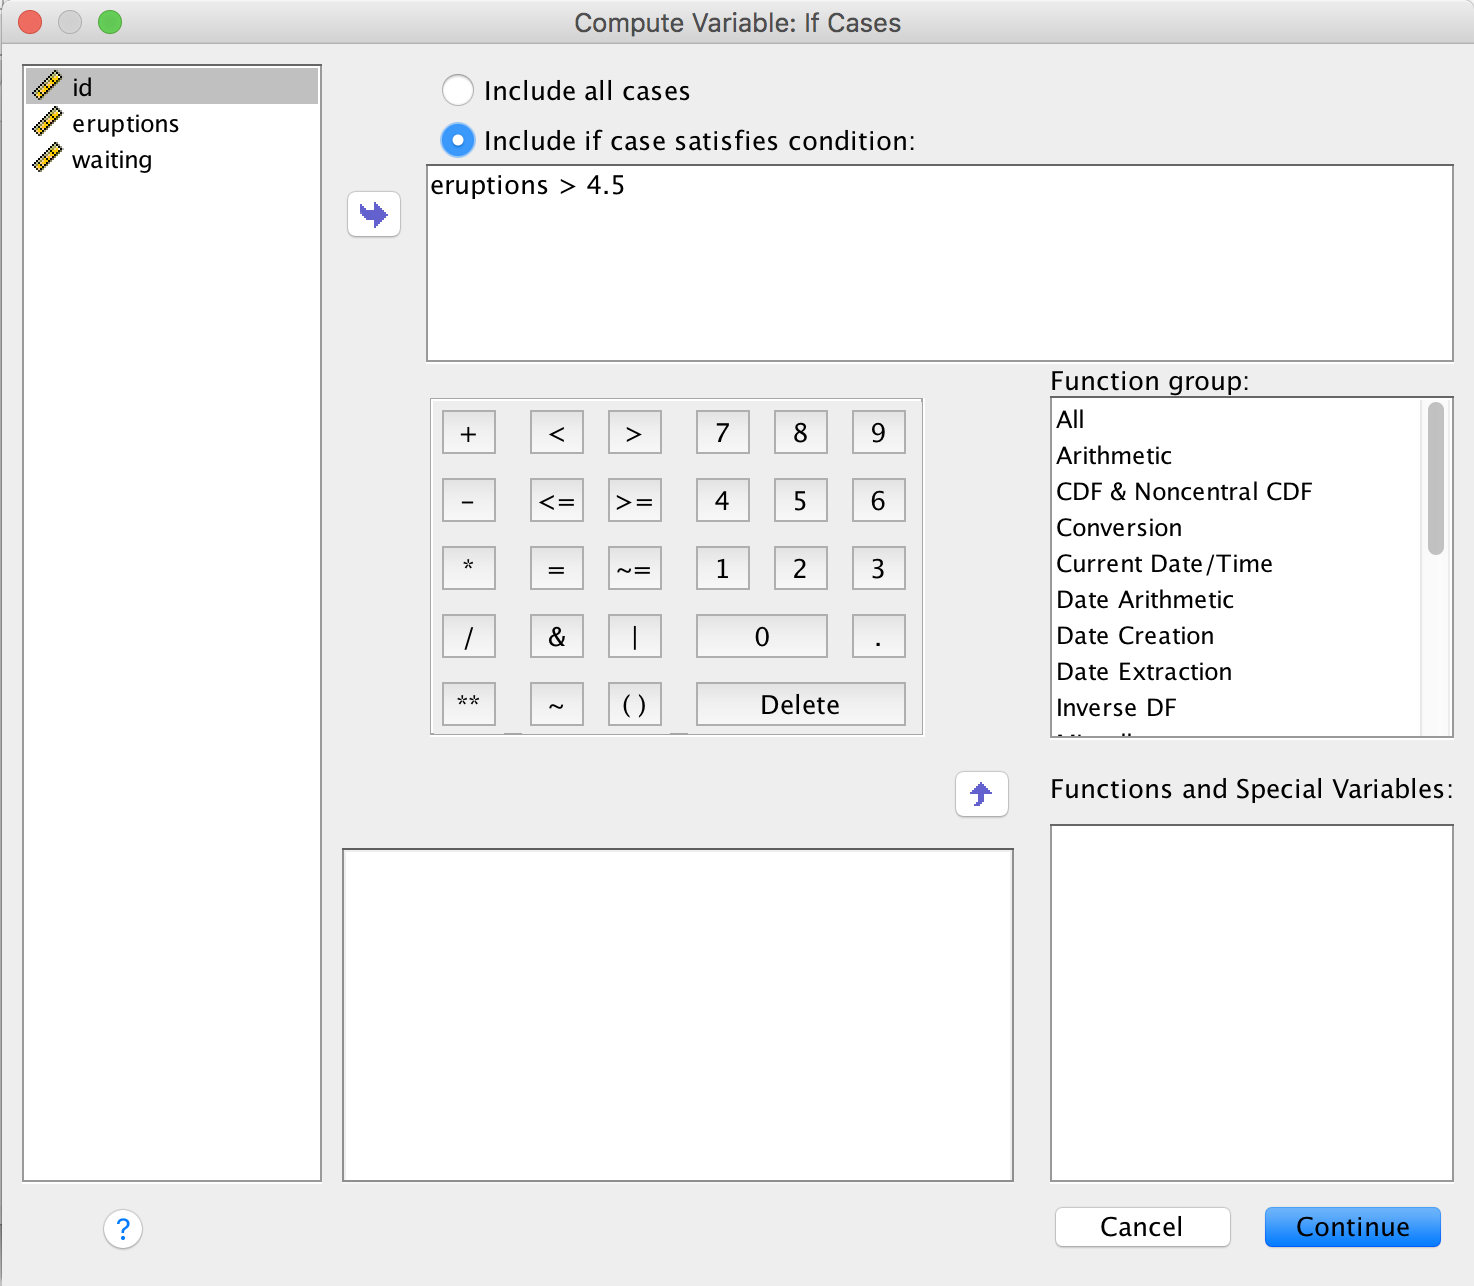 Compute Variable: If Cases
id
eruptions
waiting
Include all cases
Include if case satisfies condition:
eruptions > 4.5
+ < > 7 8 9
- <= >= 4 5 6
* = ~= 1 2 3
/ & | 0 .
** ~ () Delete
Function group:
All
Arithmetic
CDF & Noncentral CDF
Conversion
Current Date/Time
Date Arithmetic
Date Creation
Date Extraction
Inverse DF
Functions and Special Variables:
?
Cancel
Continue